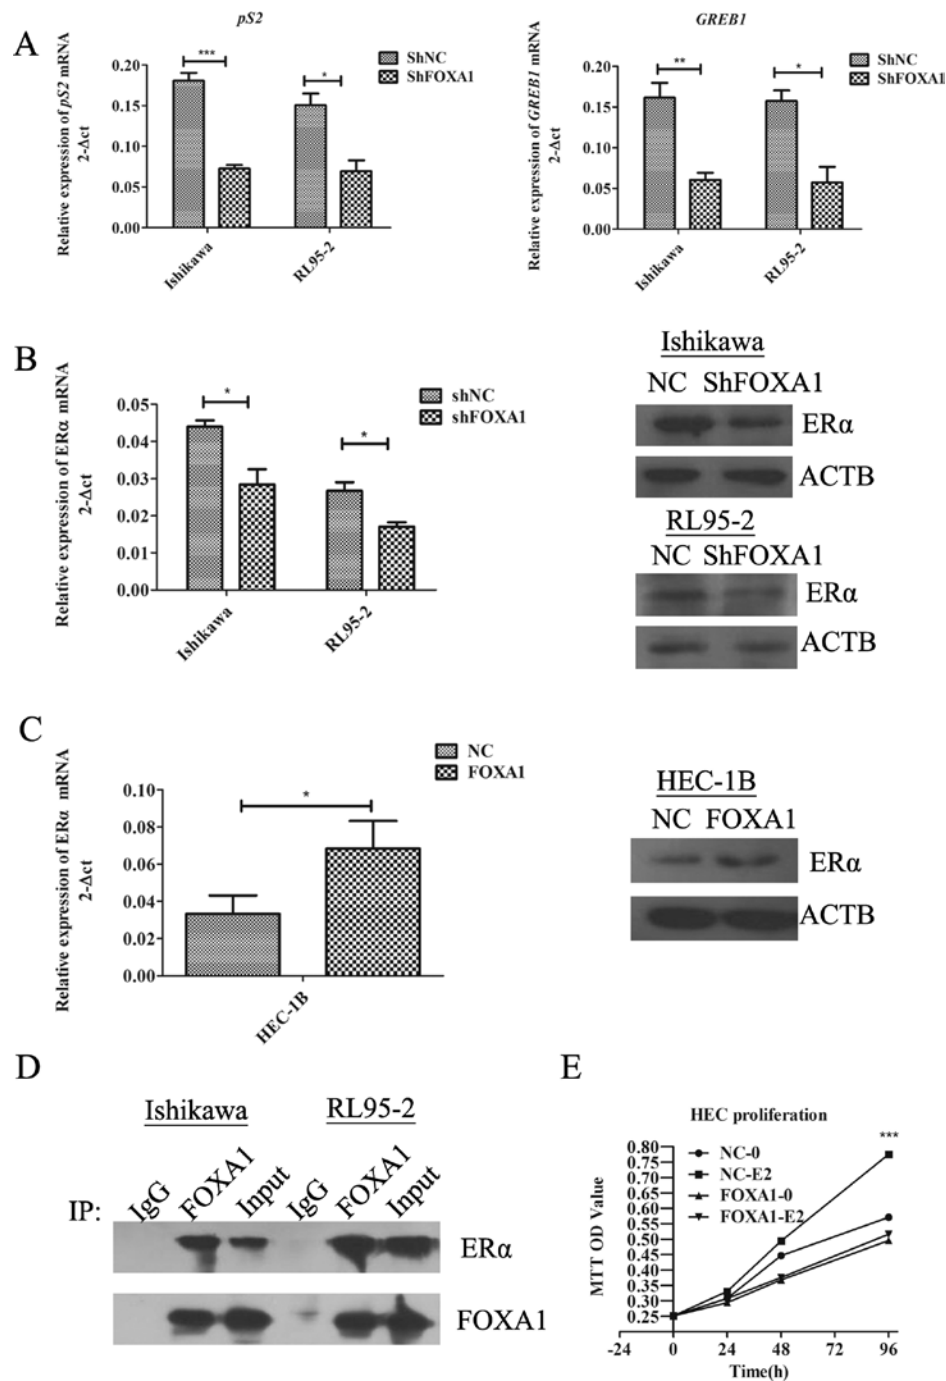 A
pS2
Relative expression of pS2 mRNA
2-Δct
0.20
0.15
0.10
0.05
0.00
***
*
ShNC
ShFOXA1
Ishikawa
RL95-2
GREB1
Relative expression of GREB1 mRNA
2-Δct
0.20
0.15
0.10
0.05
0.00
**
*
ShNC
ShFOXA1
Ishikawa
RL95-2
B
Relative expression of ERα mRNA
2-Δct
0.05
0.04
0.03
0.02
0.01
0.00
*
*
shNC
shFOXA1
Ishikawa
RL95-2
Ishikawa
NC ShFOXA1
ERα
ACTB
RL95-2
NC ShFOXA1
ERα
ACTB
C
Relative expression of ERα mRNA
2-Δct
0.10
0.08
0.06
0.04
0.02
0.00
*
NC
FOXA1
HEC-1B
HEC-1B
NC FOXA1
ERα
ACTB
D
Ishikawa RL95-2
IP: IgG FOXA1 Input IgG FOXA1 Input
ERα
FOXA1
E
HEC proliferation
MTT OD Value
0.80
0.75
0.70
0.65
0.60
0.55
0.50
0.45
0.40
0.35
0.30
0.25
NC-0
NC-E2
FOXA1-0
FOXA1-E2
***
-24 0 24 48 72 96
Time(h)